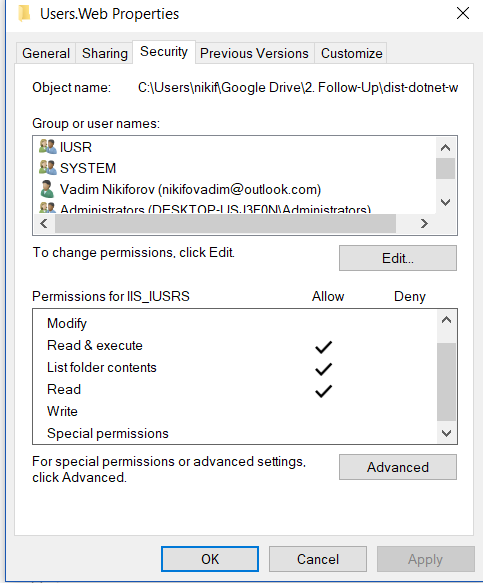 Users.Web Properties
General Sharing Security Previous Versions Customize
Object name: C:\Users\nikif\Google Drive\2. Follow-Up\dist-dotnet-w
Group or user names:
IUSR
SYSTEM
Vadim Nikiforov (nikifovadim@outlook.com)
Administrators (DESKTOP-USJ3F0N\Administrators)
To change permissions, click Edit.
Edit...
Permissions for IIS_IUSRS Allow Deny
Modify
Read & execute
List folder contents
Read
Write
Special permissions
For special permissions or advanced settings,
click Advanced.
Advanced
OK Cancel Apply